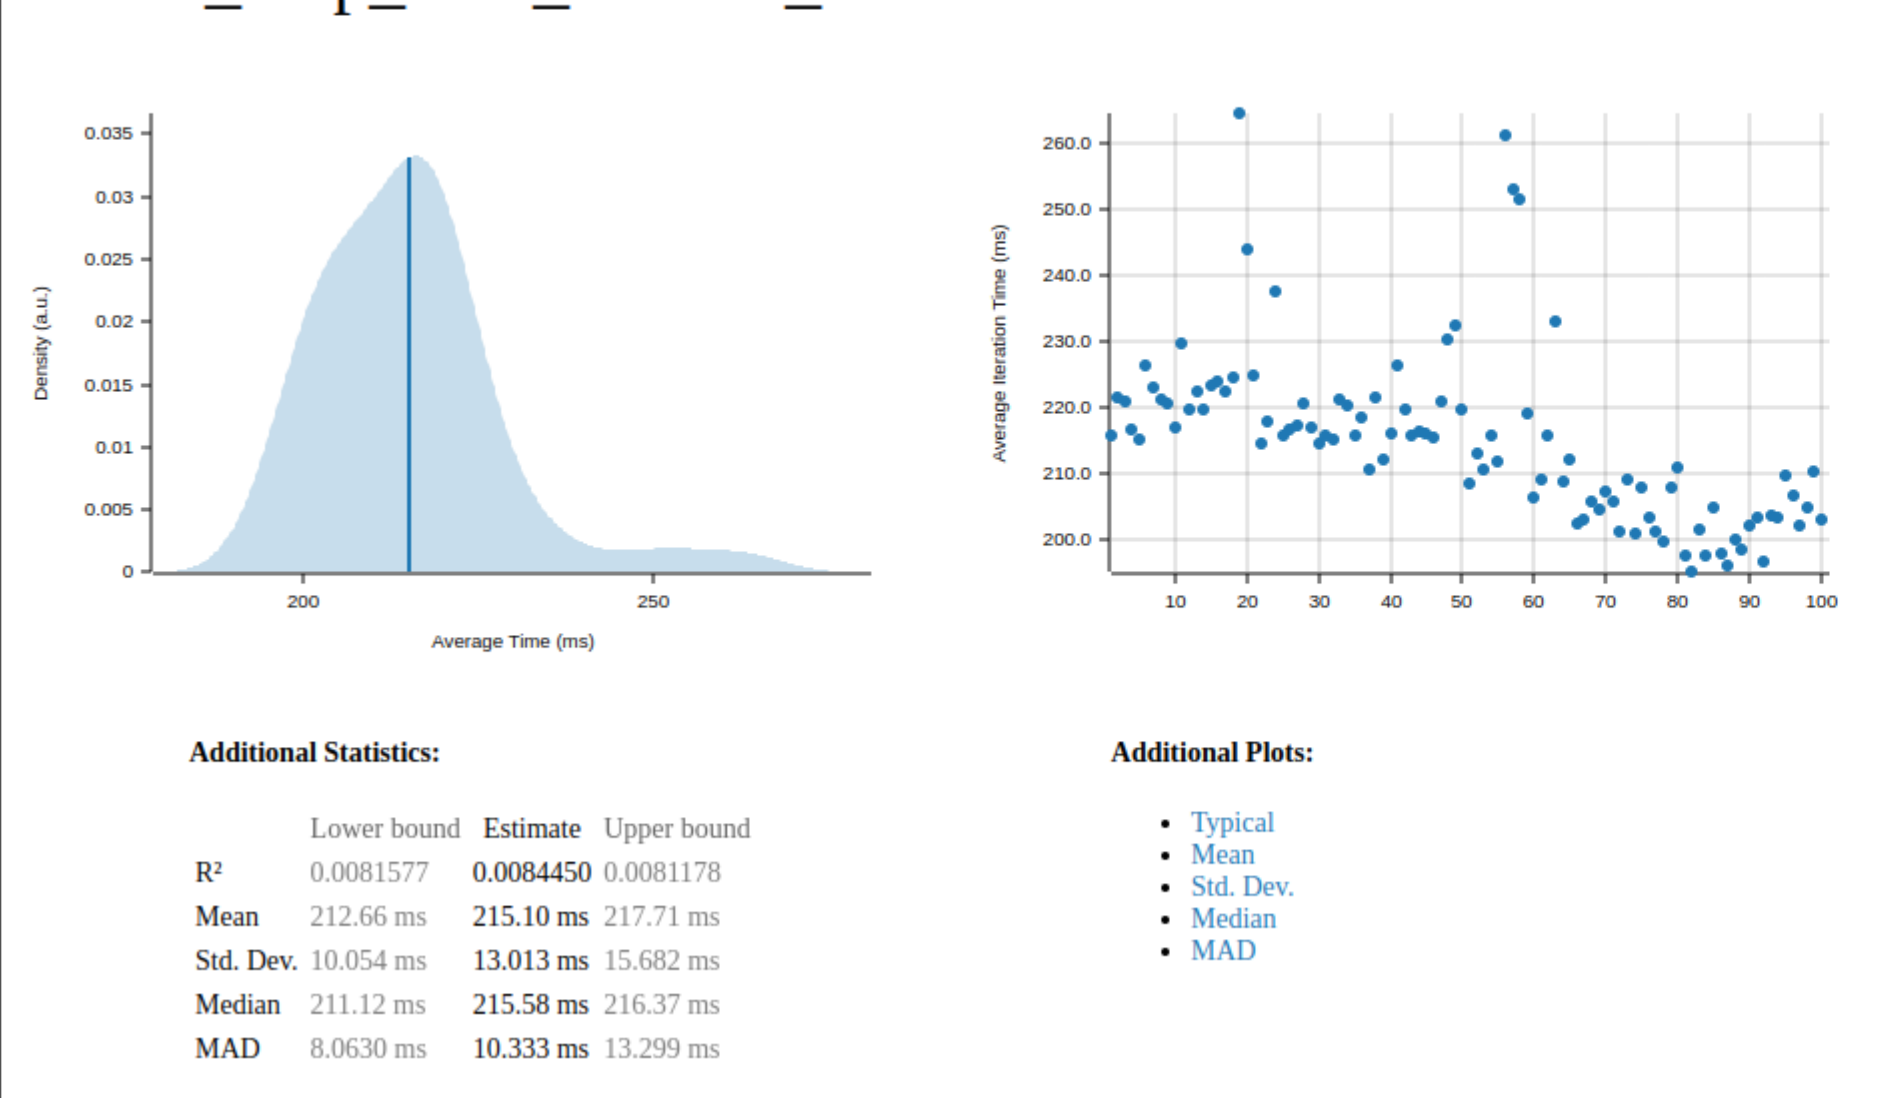 0.035
0.03
0.025
0.02
0.015
0.01
0.005
0
Density (a.u.)
200 250
Average Time (ms)
260.0
250.0
240.0
230.0
220.0
210.0
200.0
Average Iteration Time (ms)
10 20 30 40 50 60 70 80 90 100
Additional Statistics:
Lower bound Estimate Upper bound
R² 0.0081577 0.0084450 0.0081178
Mean 212.66 ms 215.10 ms 217.71 ms
Std. Dev. 10.054 ms 13.013 ms 15.682 ms
Median 211.12 ms 215.58 ms 216.37 ms
MAD 8.0630 ms 10.333 ms 13.299 ms
Additional Plots:
• Typical
• Mean
• Std. Dev.
• Median
• MAD